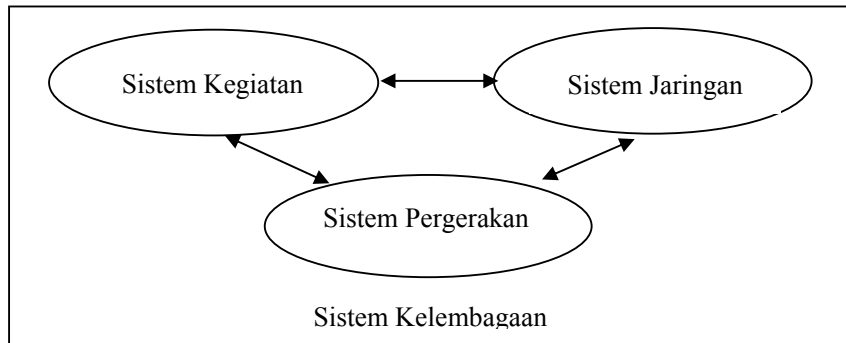 Sistem Kegiatan
Sistem Jaringan
Sistem Pergerakan
Sistem Kelembagaan